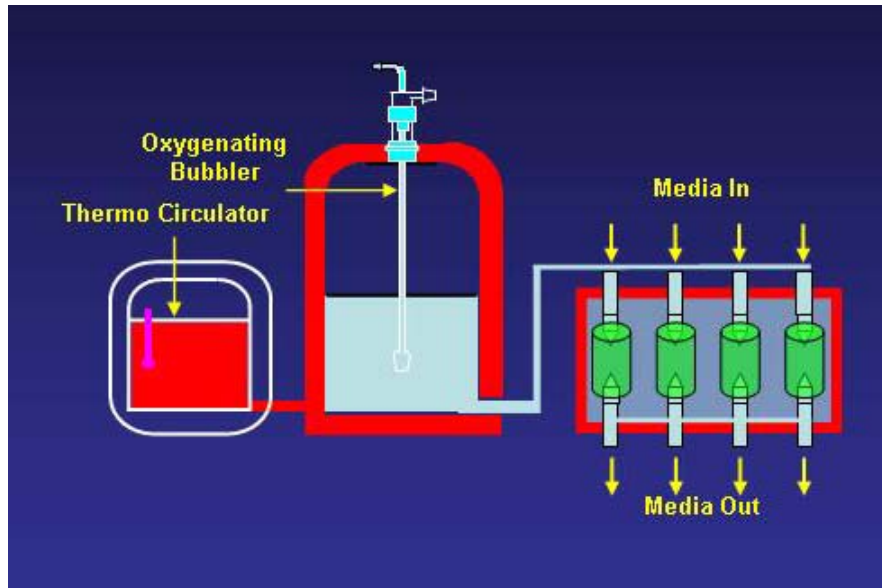 Oxygenating
Bubbler
Thermo Circulator
Media In
Media Out